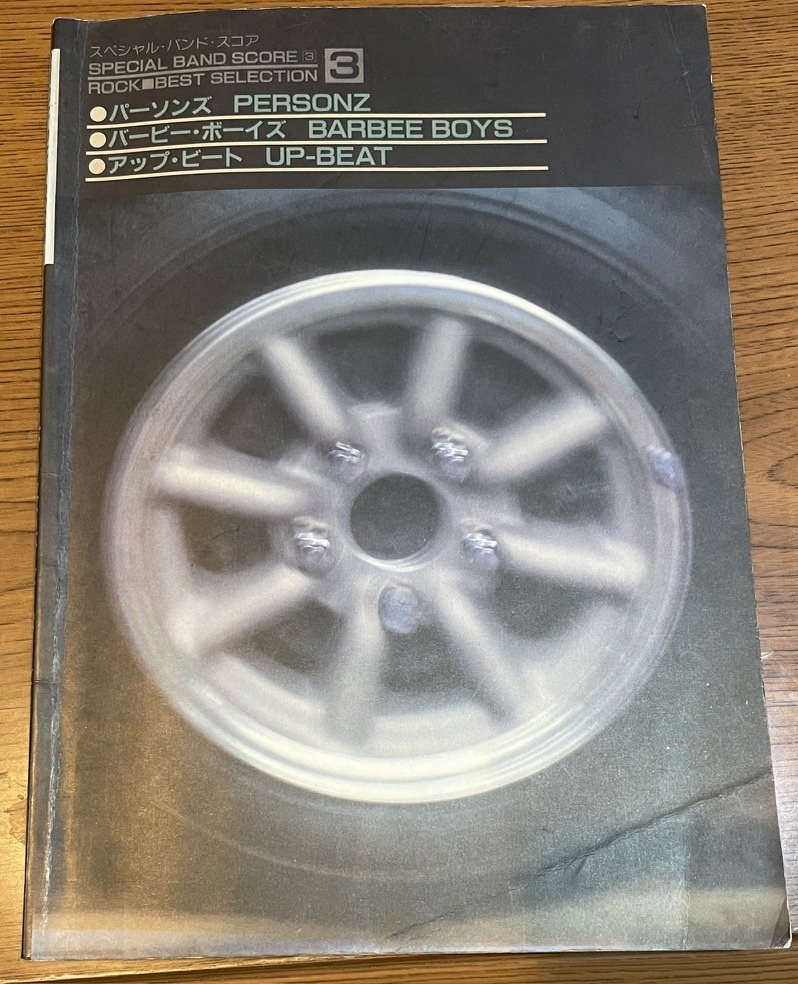 スペシャル・バンド・スコア
SPECIAL BAND SCORE 3
ROCK■BEST SELECTION 3
●パーソンズ PERSONZ
●バービー・ボーイズ BARBEE BOYS
●アップ・ビート UP-BEAT